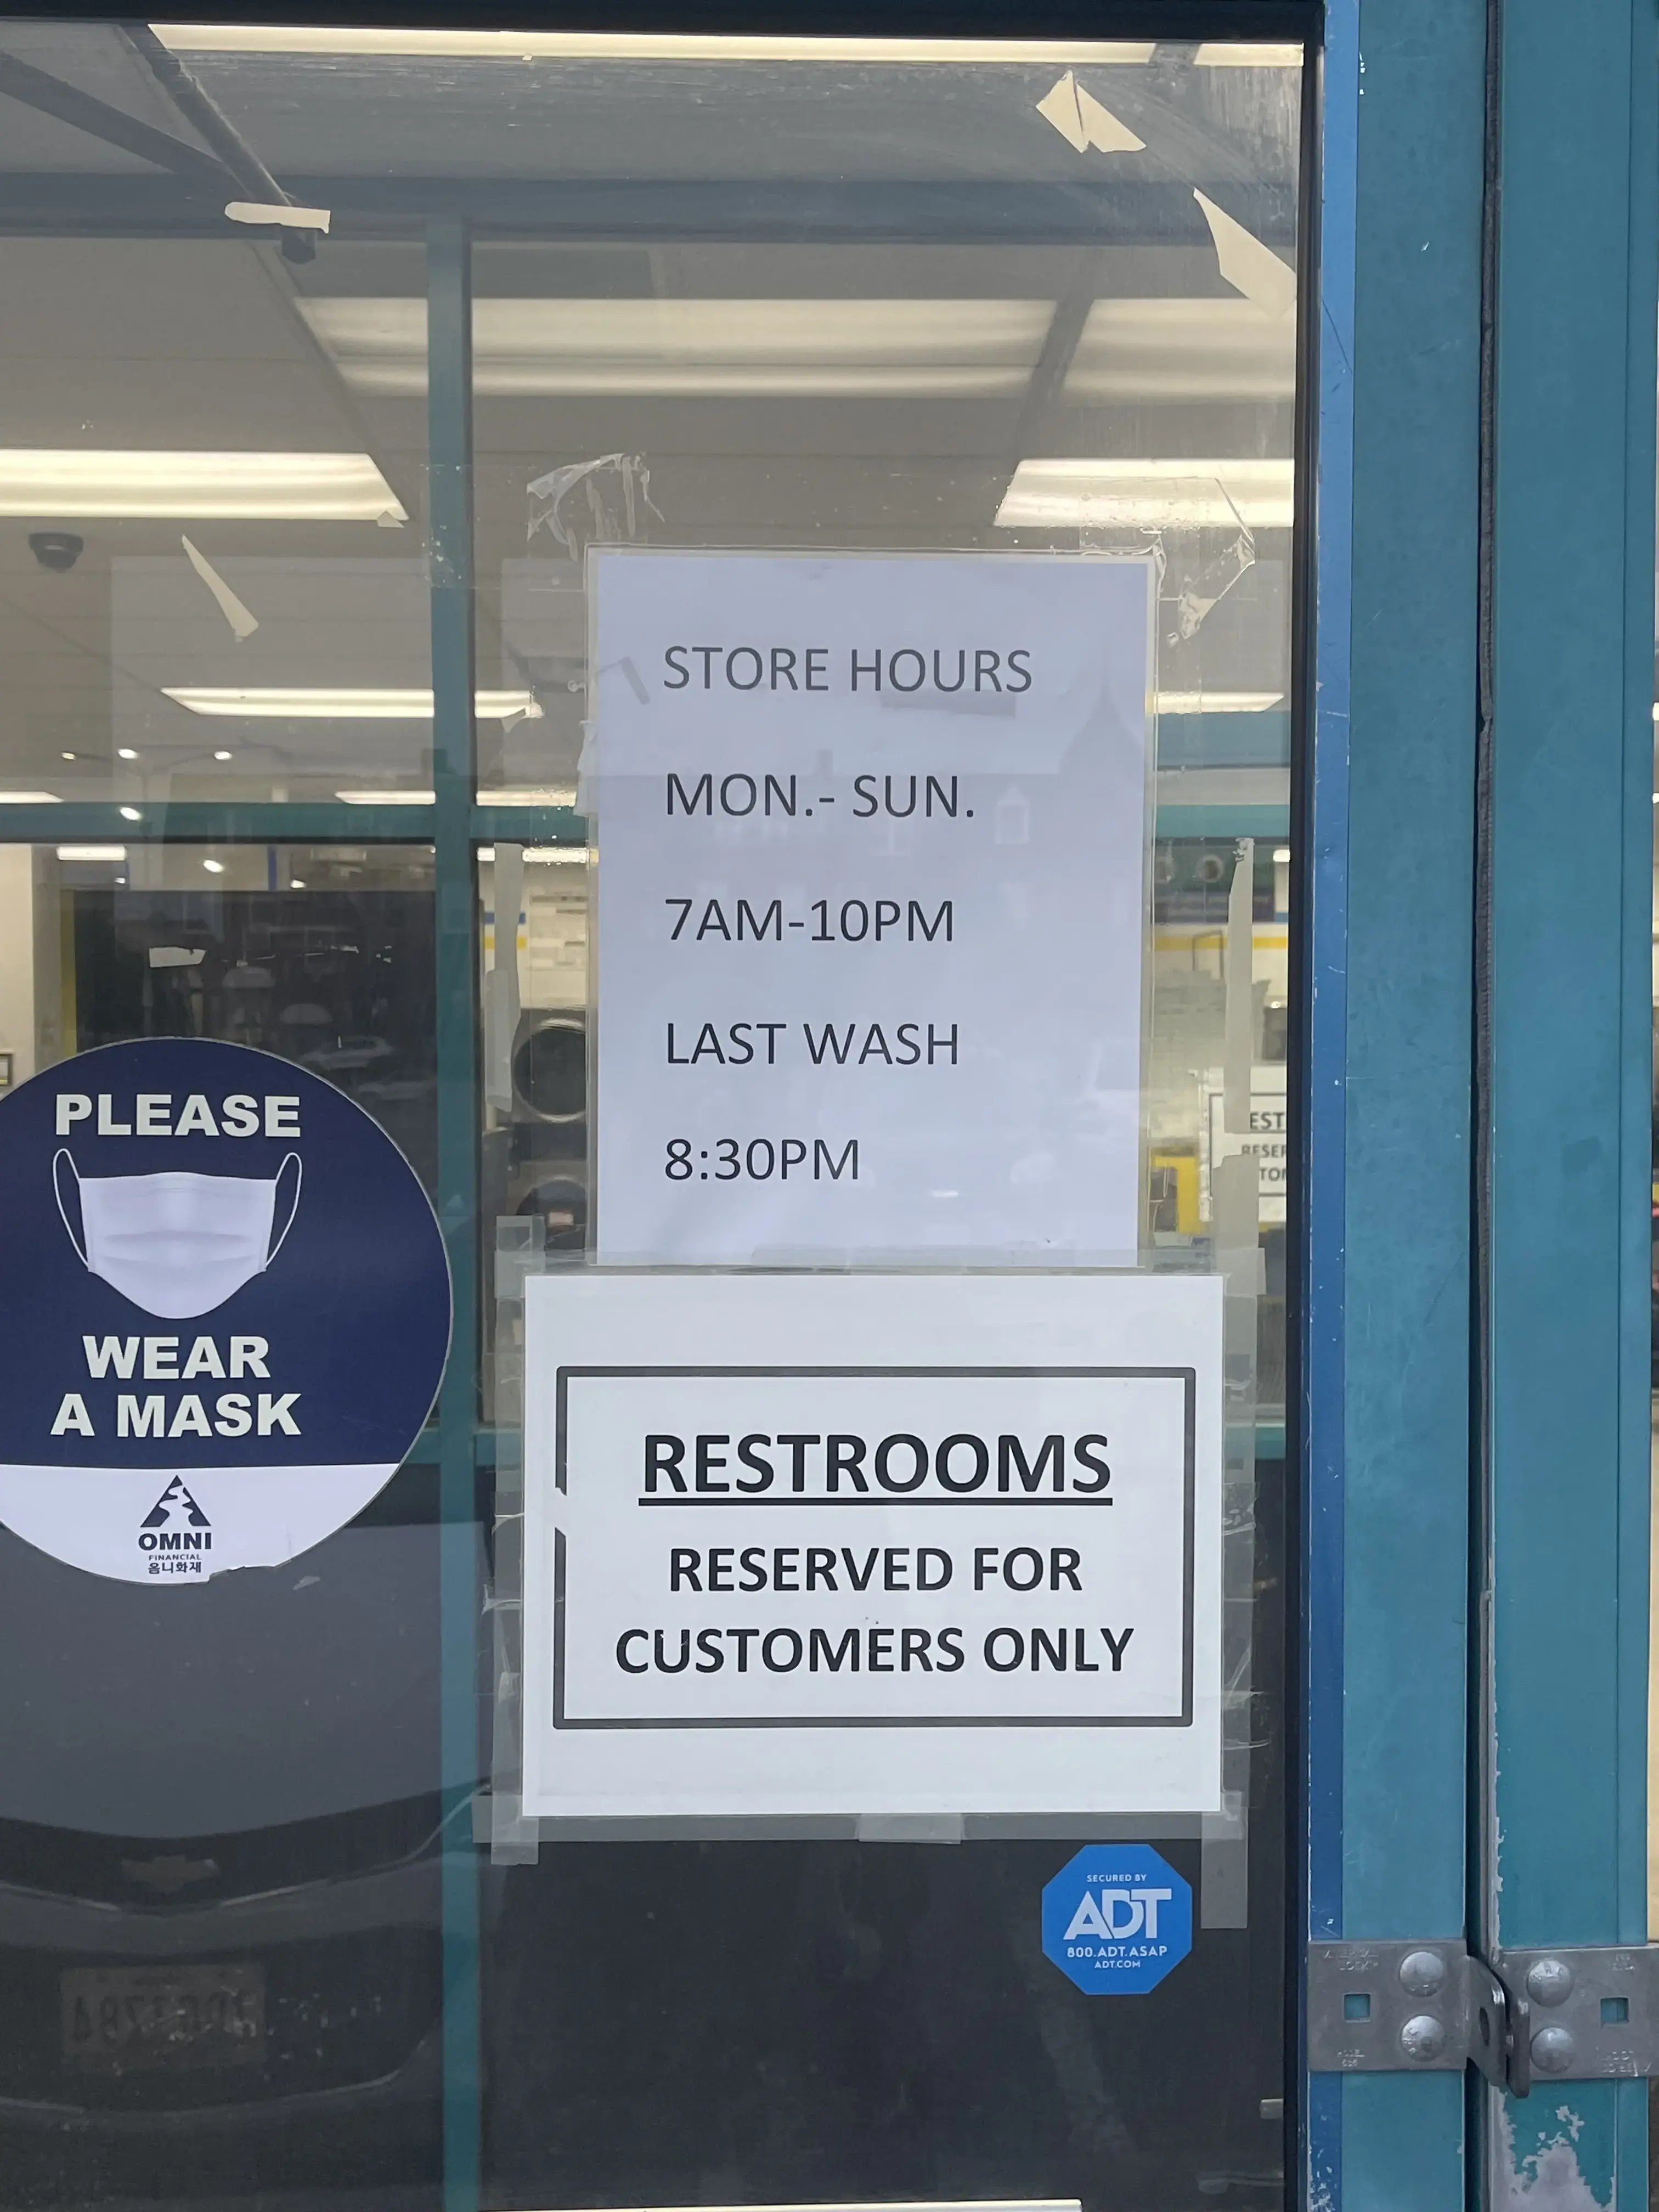 STORE HOURS
MON.- SUN.
7AM-10PM
LAST WASH
8:30PM
PLEASE
WEAR
A MASK
OMNI
FINANCIAL
옴니화재
RESTROOMS
RESERVED FOR
CUSTOMERS ONLY
SECURED BY
ADT
800.ADT.ASAP
ADT.COM